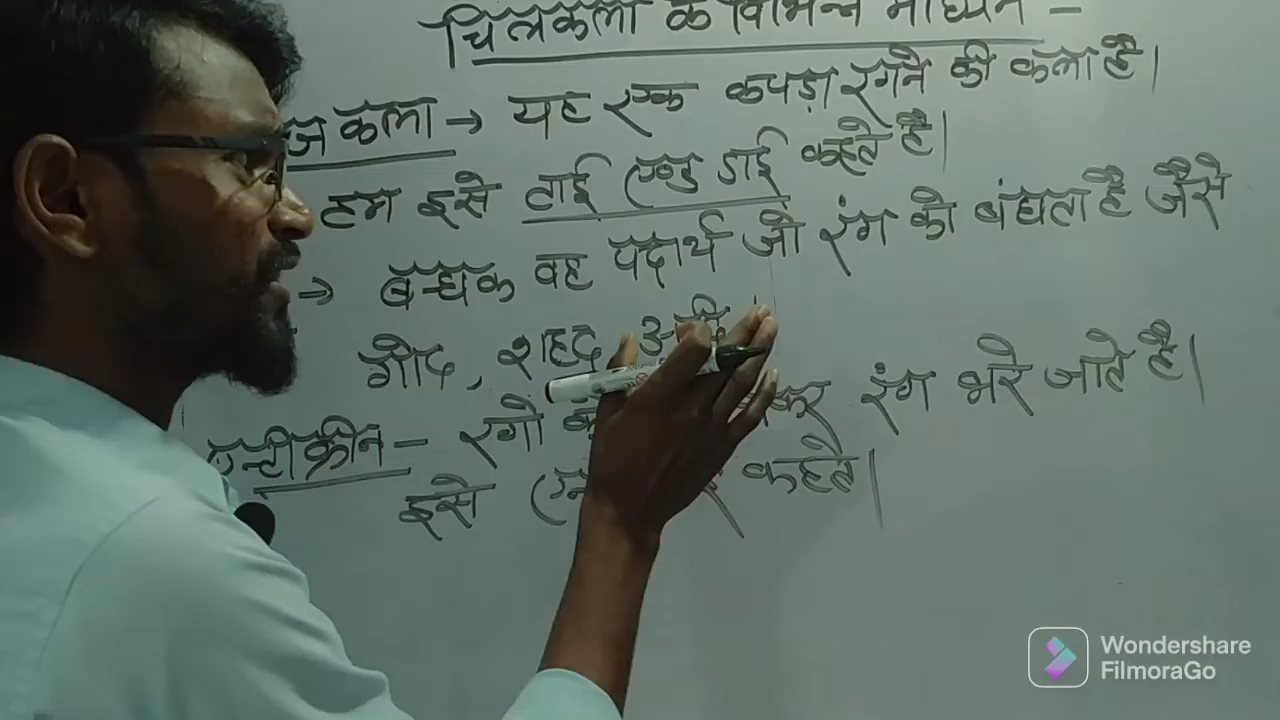 चित्रकला के विभिन्न माध्यम -
कला → यह एक कपड़ा रंगने की कला है।
हम इसे टाई एण्ड डाई कहते है।
→ बन्धक वह पदार्थ जो रंग को बंधता है जैसे
गोंद, शहद
एन्टीक्रीन - रंगो रंग भरे जाते है।
इसे कहते।
Wondershare
FilmoraGo